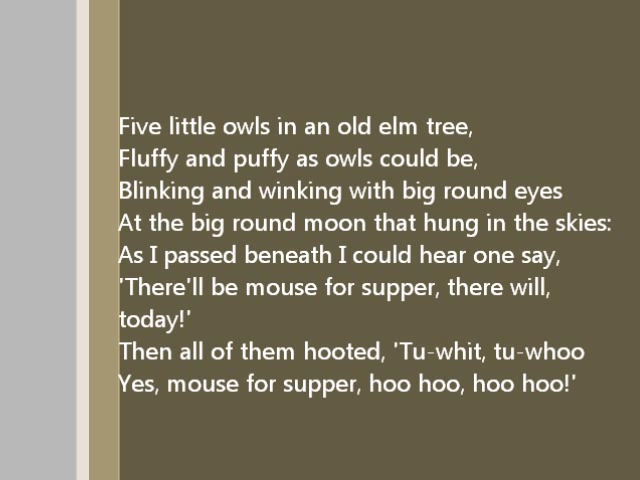 Five little owls in an old elm tree,
Fluffy and puffy as owls could be,
Blinking and winking with big round eyes
At the big round moon that hung in the skies:
As I passed beneath I could hear one say,
'There'll be mouse for supper, there will,
today!'
Then all of them hooted, 'Tu-whit, tu-whoo
Yes, mouse for supper, hoo hoo, hoo hoo!'